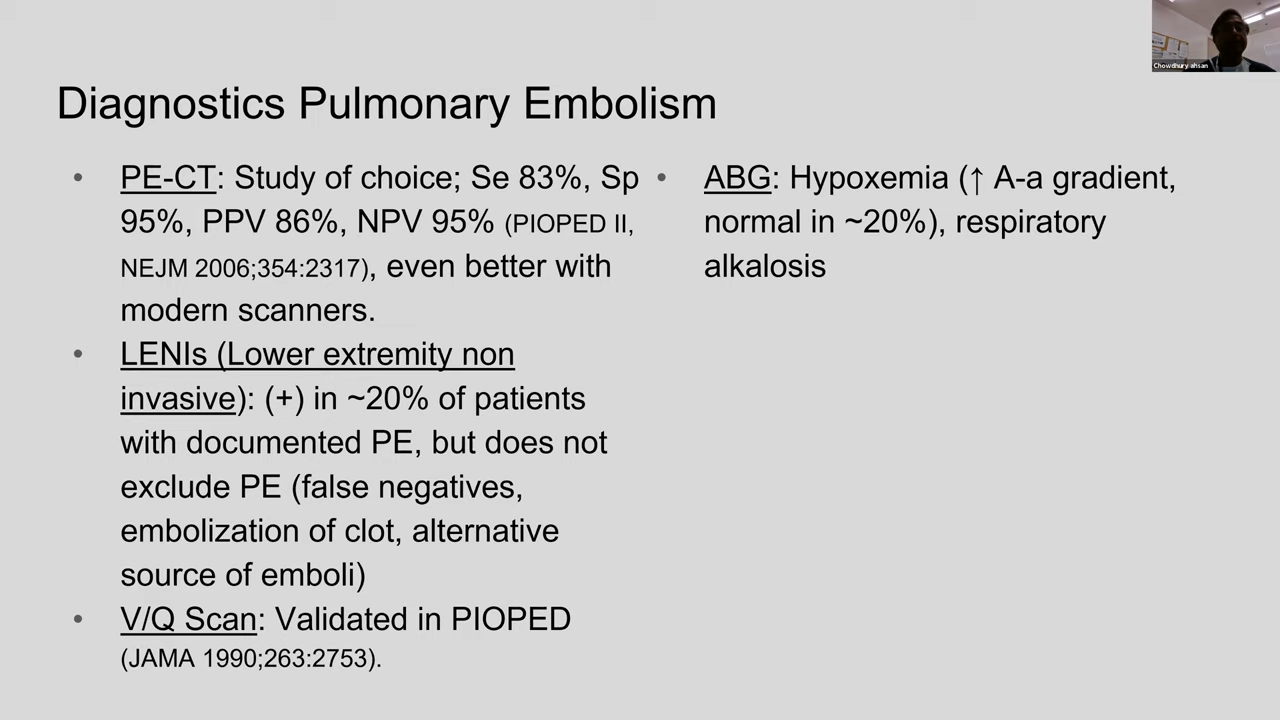 Chowdhury ahsan
Diagnostics Pulmonary Embolism
• PE-CT: Study of choice; Se 83%, Sp
95%, PPV 86%, NPV 95% (PIOPED II,
NEJM 2006;354:2317), even better with
modern scanners.
• LENIs (Lower extremity non
invasive): (+) in ~20% of patients
with documented PE, but does not
exclude PE (false negatives,
embolization of clot, alternative
source of emboli)
• V/Q Scan: Validated in PIOPED
(JAMA 1990;263:2753).
• ABG: Hypoxemia (↑ A-a gradient,
normal in ~20%), respiratory
alkalosis